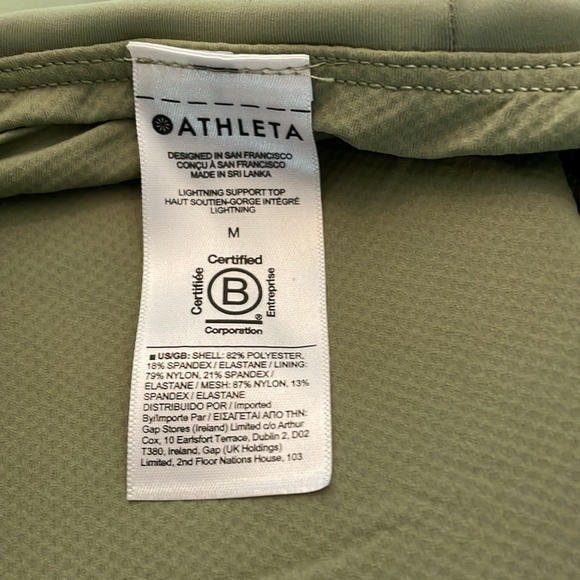 ATHLETA
DESIGNED IN SAN FRANCISCO
CONÇU À SAN FRANCISCO
MADE IN SRI LANKA
LIGHTNING SUPPORT TOP
HAUT SOUTIEN-GORGE INTÉGRÉ
LIGHTNING
M
Certified
Certifiée
B
Entreprise
®
Corporation
■ US/GB: SHELL: 82% POLYESTER,
18% SPANDEX / ELASTANE / LINING:
79% NYLON, 21% SPANDEX /
ELASTANE / MESH: 87% NYLON, 13%
SPANDEX / ELASTANE
DISTRIBUIDO POR / Imported
By/Importe Par / ΕΙΣΑΓΕΤΑΙ ΑΠΟ ΤΗΝ:
Gap Stores (Ireland) Limited c/o Arthur
Cox, 10 Earlsfort Terrace, Dublin 2, D02
T380, Ireland, Gap (UK Holdings)
Limited, 2nd Floor Nations House, 103